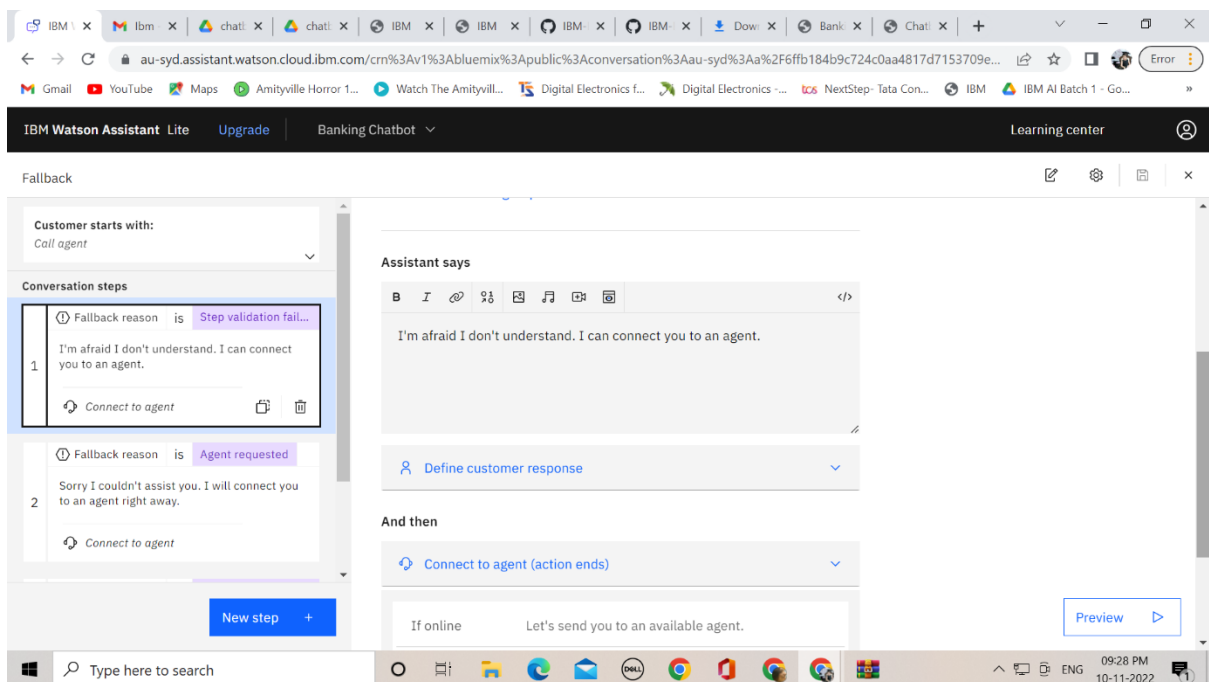 IBM W
Ibm
chatb
chatb
IBM
IBM
IBM-
IBM-
Dow
Bank
Chatl
au-syd.assistant.watson.cloud.ibm.com/crn%3Av1%3Abluemix%3Apublic%3Aconversation%3Aau-syd%3Aa%2F6ffb184b9c724c0aa4817d7153709e...
Error
Gmail
YouTube
Maps
Amityville Horror 1...
Watch The Amityvill...
Digital Electronics f...
Digital Electronics -...
NextStep- Tata Con...
IBM
IBM AI Batch 1 - Go...
IBM Watson Assistant Lite
Upgrade
Banking Chatbot
Learning center
Fallback
Customer starts with:
Call agent
Conversation steps
Fallback reason is Step validation fail...
1
I'm afraid I don't understand. I can connect
you to an agent.
Connect to agent
Fallback reason is Agent requested
2
Sorry I couldn't assist you. I will connect you
to an agent right away.
Connect to agent
New step +
Assistant says
B I
</>
I'm afraid I don't understand. I can connect you to an agent.
Define customer response
And then
Connect to agent (action ends)
If online Let's send you to an available agent.
Preview
Type here to search
DELL
ENG
09:28 PM
10-11-2022
1